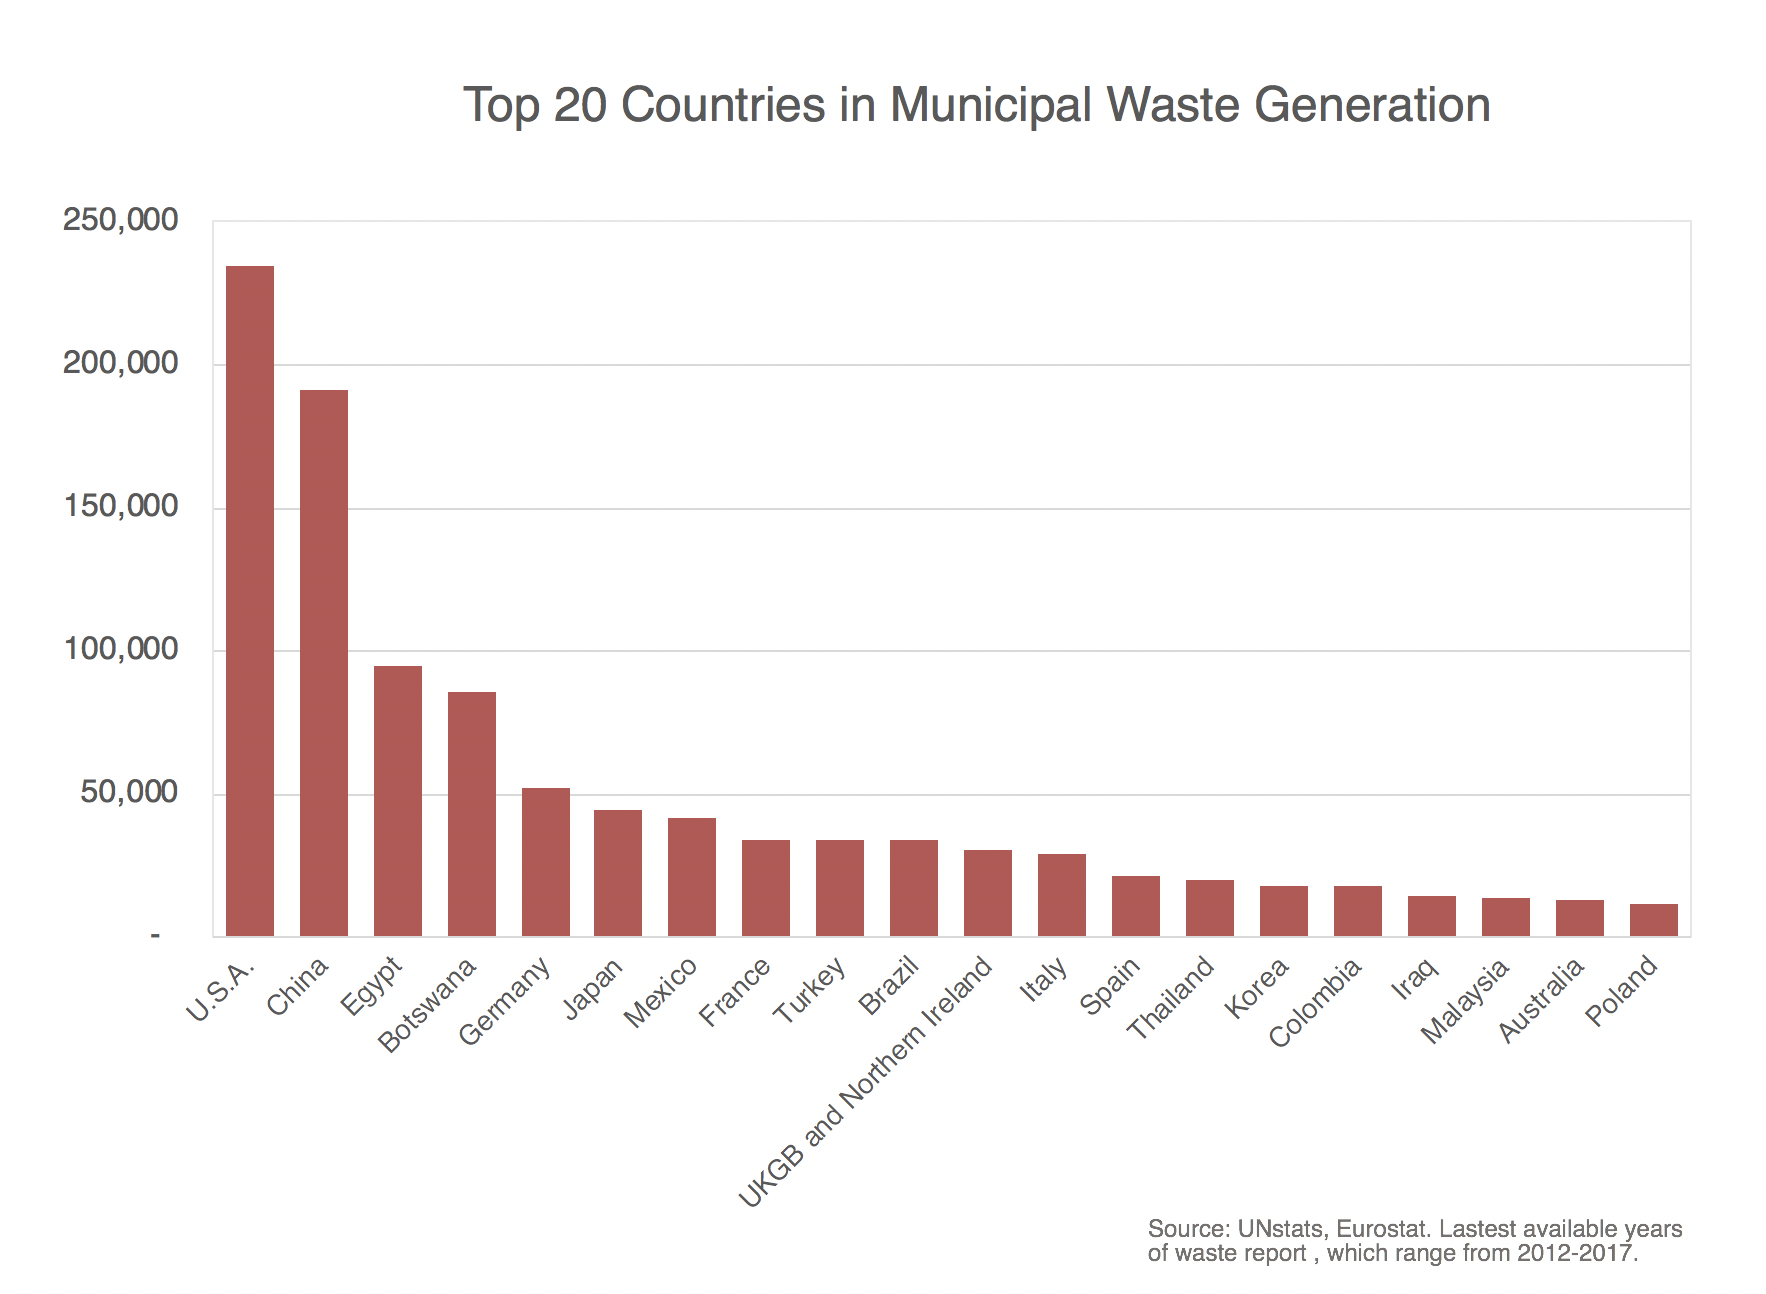 Top 20 Countries in Municipal Waste Generation
250,000
200,000
150,000
100,000
50,000
-
U.S.A.
China
Egypt
Botswana
Germany
Japan
Mexico
France
Turkey
Brazil
UKGB and Northern Ireland
Italy
Spain
Thailand
Korea
Colombia
Iraq
Malaysia
Australia
Poland
Source: UNstats, Eurostat. Lastest available years
of waste report , which range from 2012-2017.